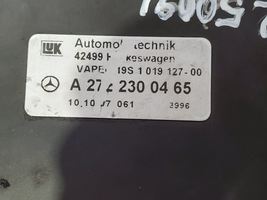 LUK Automo technik
42499 H keswagen
VAPE 19S 1 019 127-00
A 27 230 04 65
10.10 07 061 3996